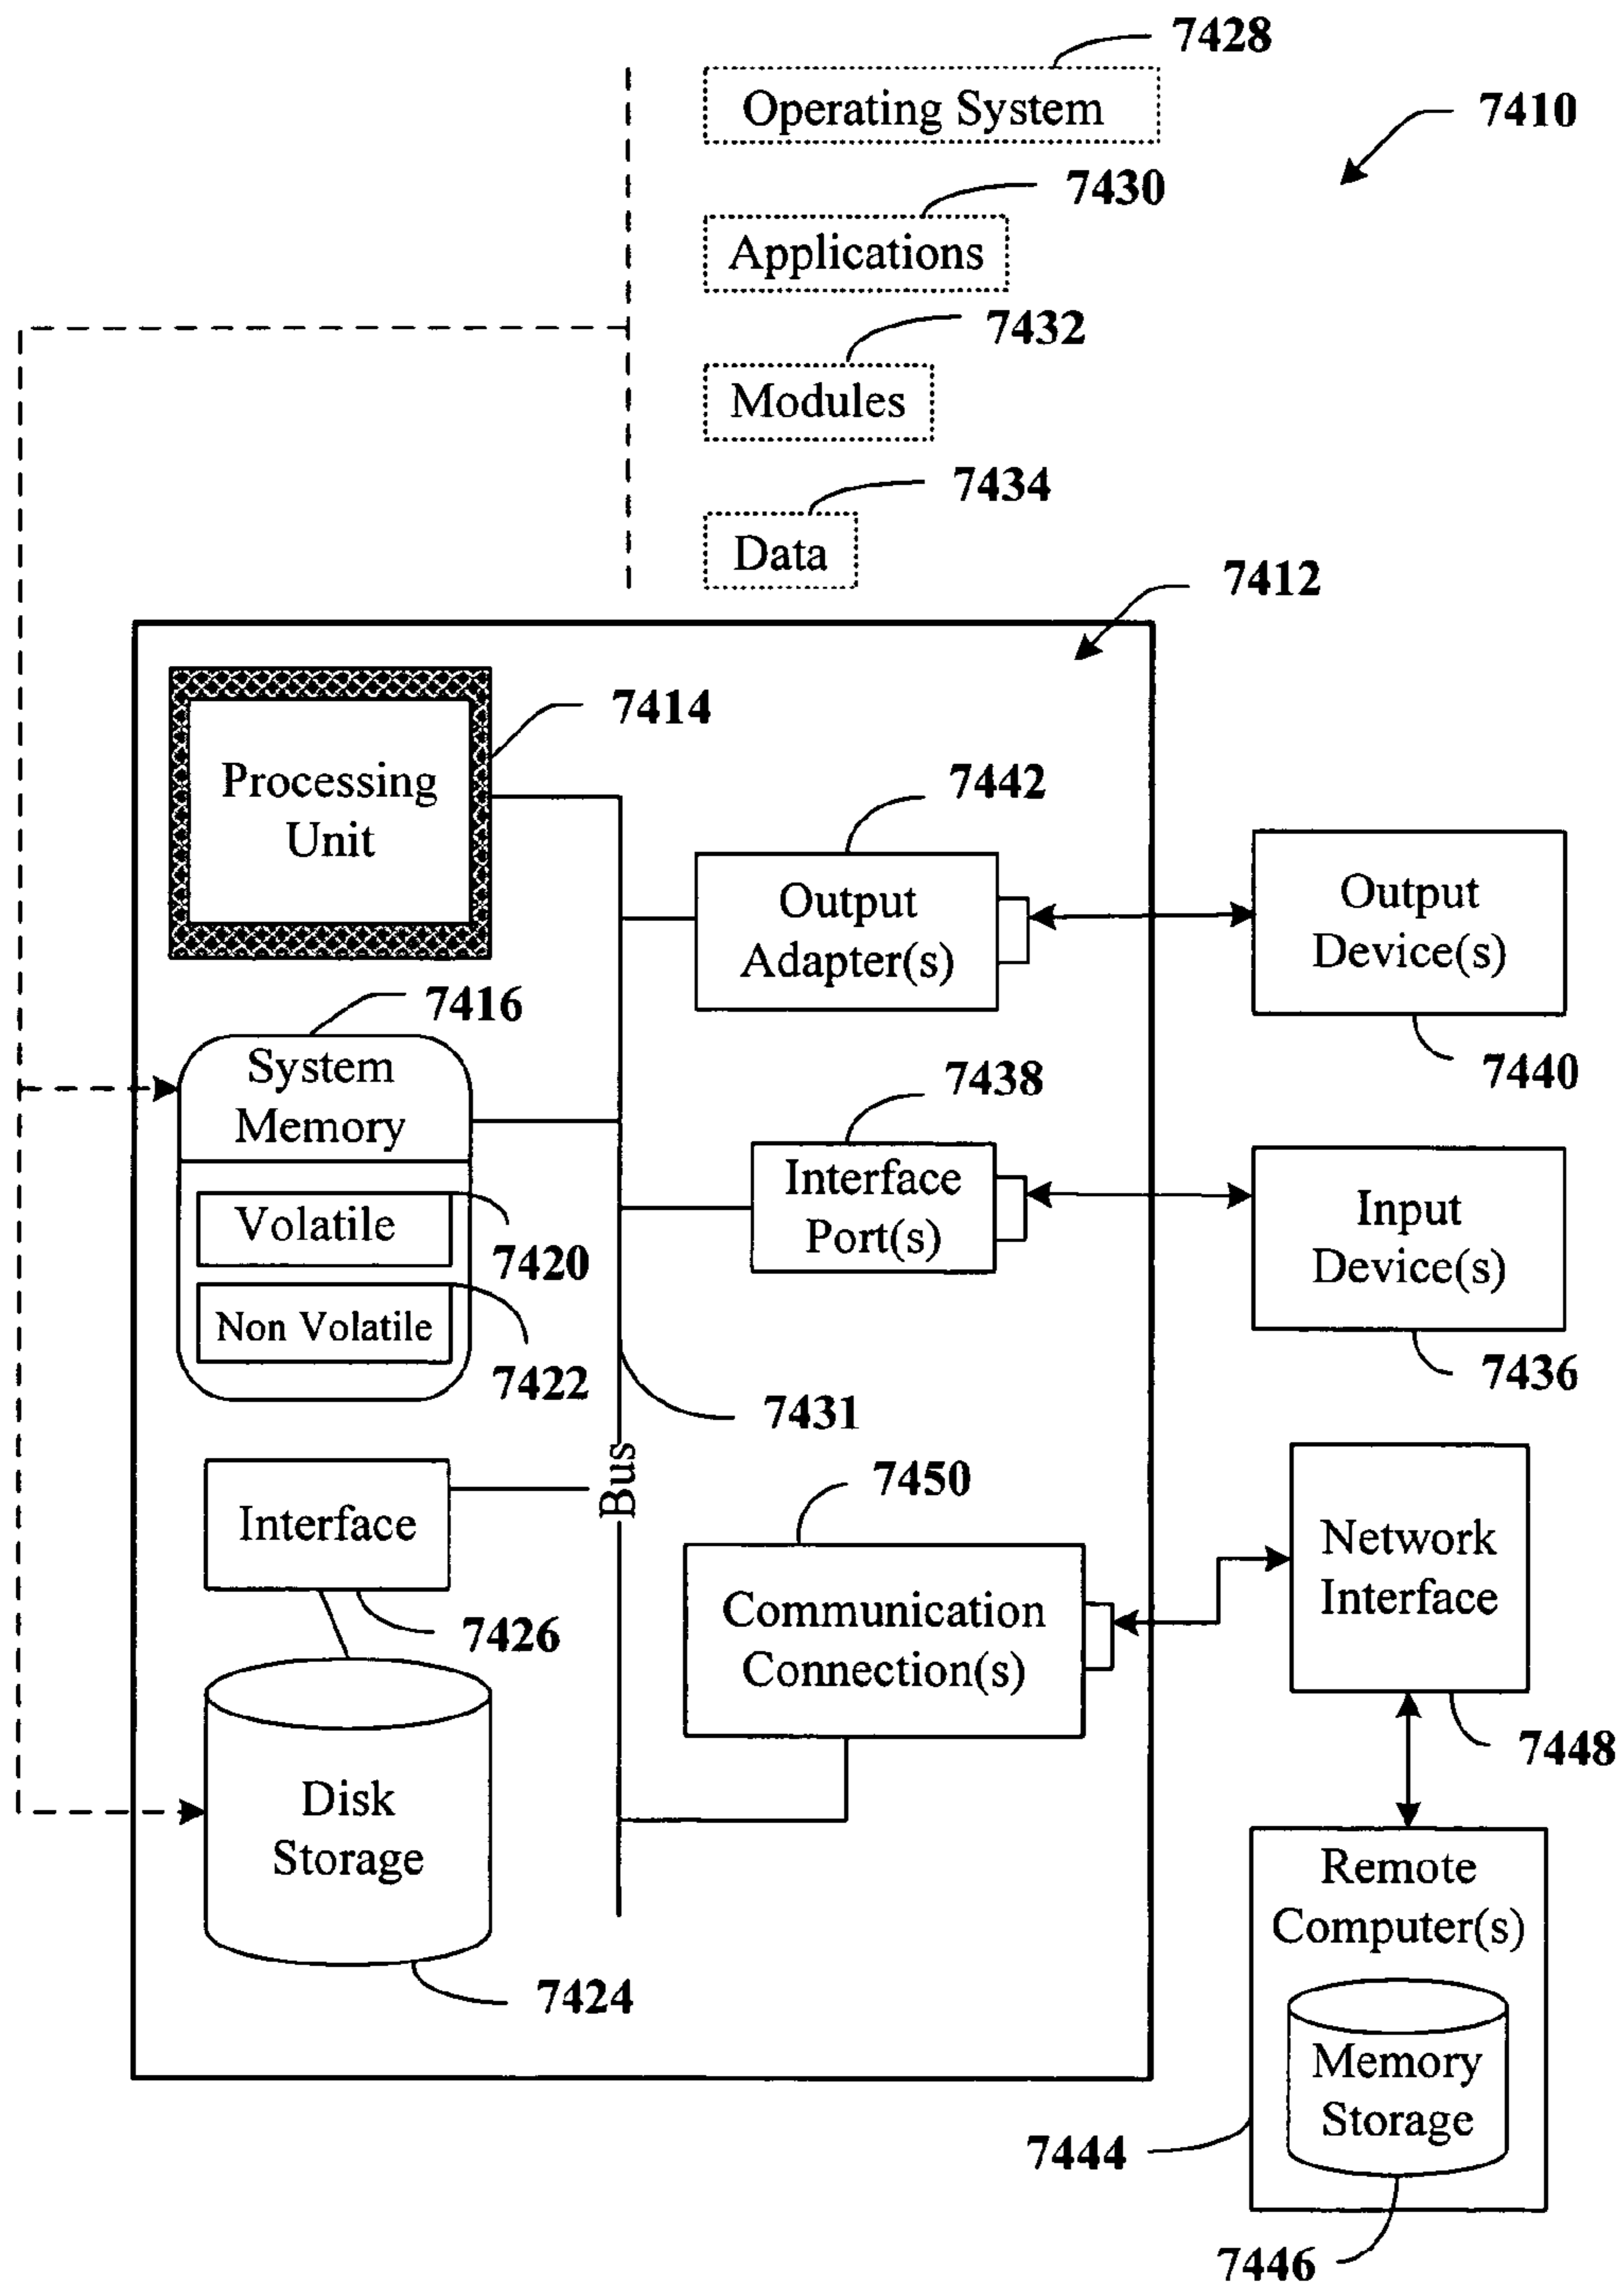 7428
Operating System
7410
7430
Applications
7432
Modules
7434
Data
7412
7414
Processing
Unit
7442
Output
Adapter(s)
Output
Device(s)
7440
7416
System
Memory
7438
Interface
Port(s)
Input
Device(s)
7436
Volatile
7420
Non Volatile
7422
7431
Bus
7450
Interface
7426
Communication
Connection(s)
Network
Interface
7448
Disk
Storage
7424
Remote
Computer(s)
Memory
Storage
7444
7446